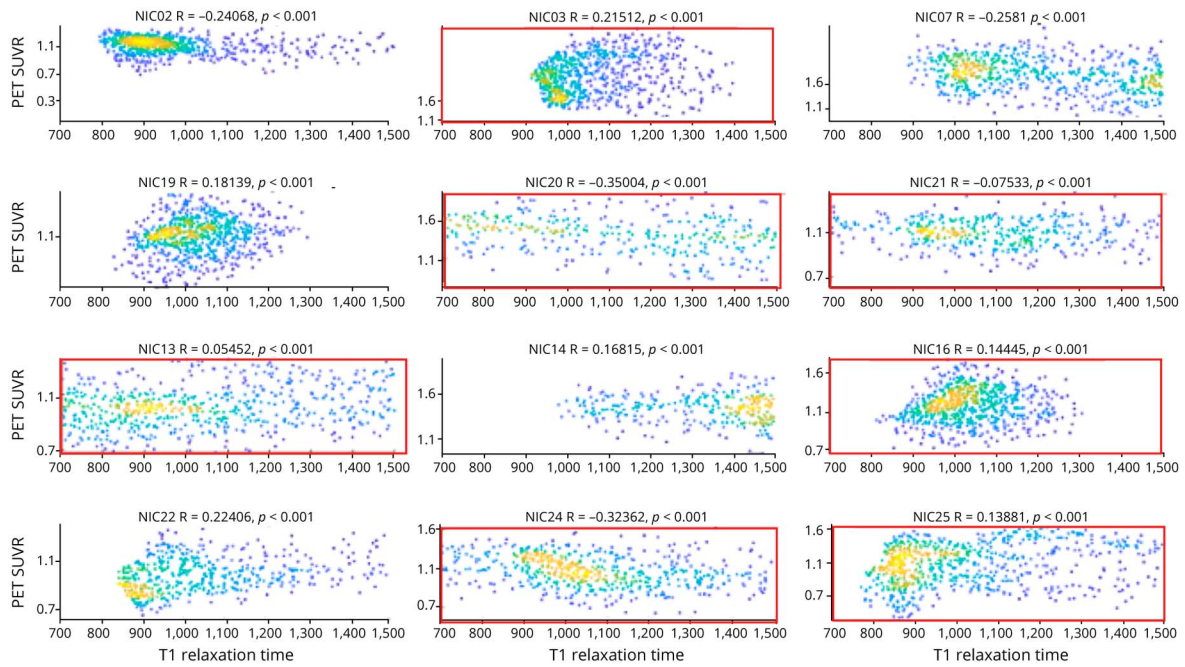 NIC02 R = –0.24068, p < 0.001
NIC03 R = 0.21512, p < 0.001
NIC07 R = –0.2581 p < 0.001
PET SUVR
1.1
0.7
0.3
700 800 900 1,000 1,100 1,200 1,300 1,400 1,500
1.6
1.1
700 800 900 1,000 1,100 1,200 1,300 1,400 1,500
1.6
1.1
700 800 900 1,000 1,100 1,200 1,300 1,400 1,500
NIC19 R = 0.18139, p < 0.001
NIC20 R = –0.35004, p < 0.001
NIC21 R = –0.07533, p < 0.001
PET SUVR
1.1
700 800 900 1,000 1,100 1,200 1,300 1,400 1,500
1.6
1.1
700 800 900 1,000 1,100 1,200 1,300 1,400 1,500
1.1
0.7
700 800 900 1,000 1,100 1,200 1,300 1,400 1,500
NIC13 R = 0.05452, p < 0.001
NIC14 R = 0.16815, p < 0.001
NIC16 R = 0.14445, p < 0.001
PET SUVR
1.1
0.7
700 800 900 1,000 1,100 1,200 1,300 1,400 1,500
1.6
1.1
700 800 900 1,000 1,100 1,200 1,300 1,400 1,500
1.6
1.1
0.7
700 800 900 1,000 1,100 1,200 1,300 1,400 1,500
NIC22 R = 0.22406, p < 0.001
NIC24 R = –0.32362, p < 0.001
NIC25 R = 0.13881, p < 0.001
PET SUVR
1.1
0.7
700 800 900 1,000 1,100 1,200 1,300 1,400 1,500
1.6
1.1
0.7
700 800 900 1,000 1,100 1,200 1,300 1,400 1,500
1.6
1.1
0.7
700 800 900 1,000 1,100 1,200 1,300 1,400 1,500
T1 relaxation time
T1 relaxation time
T1 relaxation time